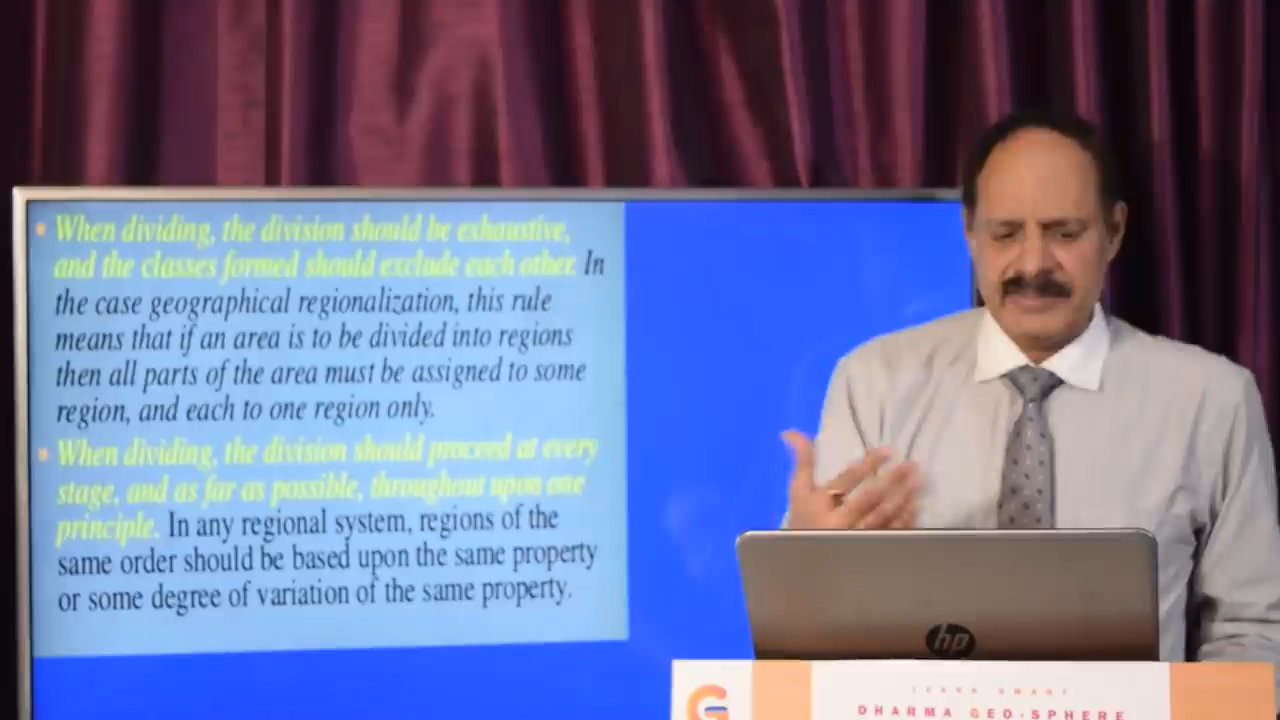 • When dividing, the division should be exhaustive,
and the classes formed should exclude each other. In
the case geographical regionalization, this rule
means that if an area is to be divided into regions
then all parts of the area must be assigned to some
region, and each to one region only.
• When dividing, the division should proceed at every
stage, and as far as possible, throughout upon one
principle. In any regional system, regions of the
same order should be based upon the same property
or some degree of variation of the same property.
hp
LEARN SMART
DHARMA GEO-SPHERE